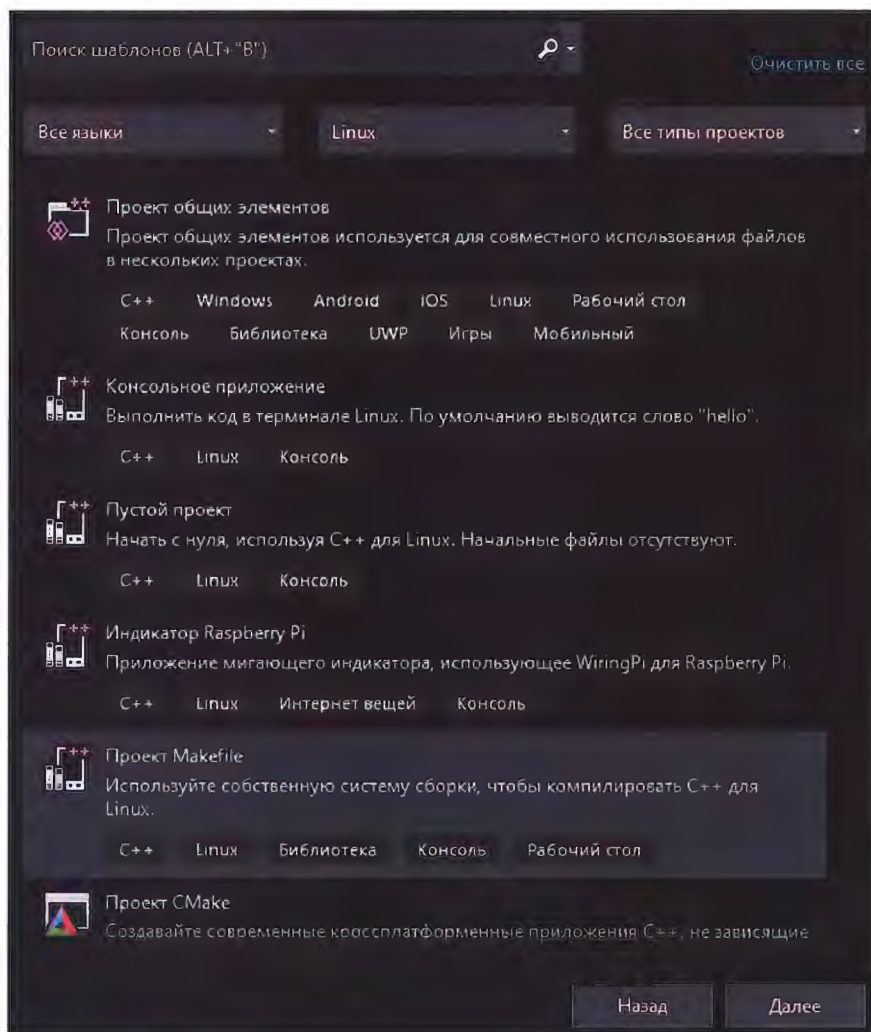 Поиск шаблонов (ALT+"B")
Очистить все
Все языки
Linux
Все типы проектов
Проект общих элементов
Проект общих элементов используется для совместного использования файлов
в нескольких проектах.
C++ Windows Android iOS Linux Рабочий стол
Консоль Библиотека UWP Игры Мобильный
Консольное приложение
Выполнить код в терминале Linux. По умолчанию выводится слово "hello".
C++ Linux Консоль
Пустой проект
Начать с нуля, используя C++ для Linux. Начальные файлы отсутствуют.
C++ Linux Консоль
Индикатор Raspberry Pi
Приложение мигающего индикатора, использующее WiringPi для Raspberry Pi.
C++ Linux Интернет вещей Консоль
Проект Makefile
Используйте собственную систему сборки, чтобы компилировать C++ для
Linux.
C++ Linux Библиотека Консоль Рабочий стол
Проект CMake
Создавайте современные кроссплатформенные приложения C++, не зависящие
Назад
Далее